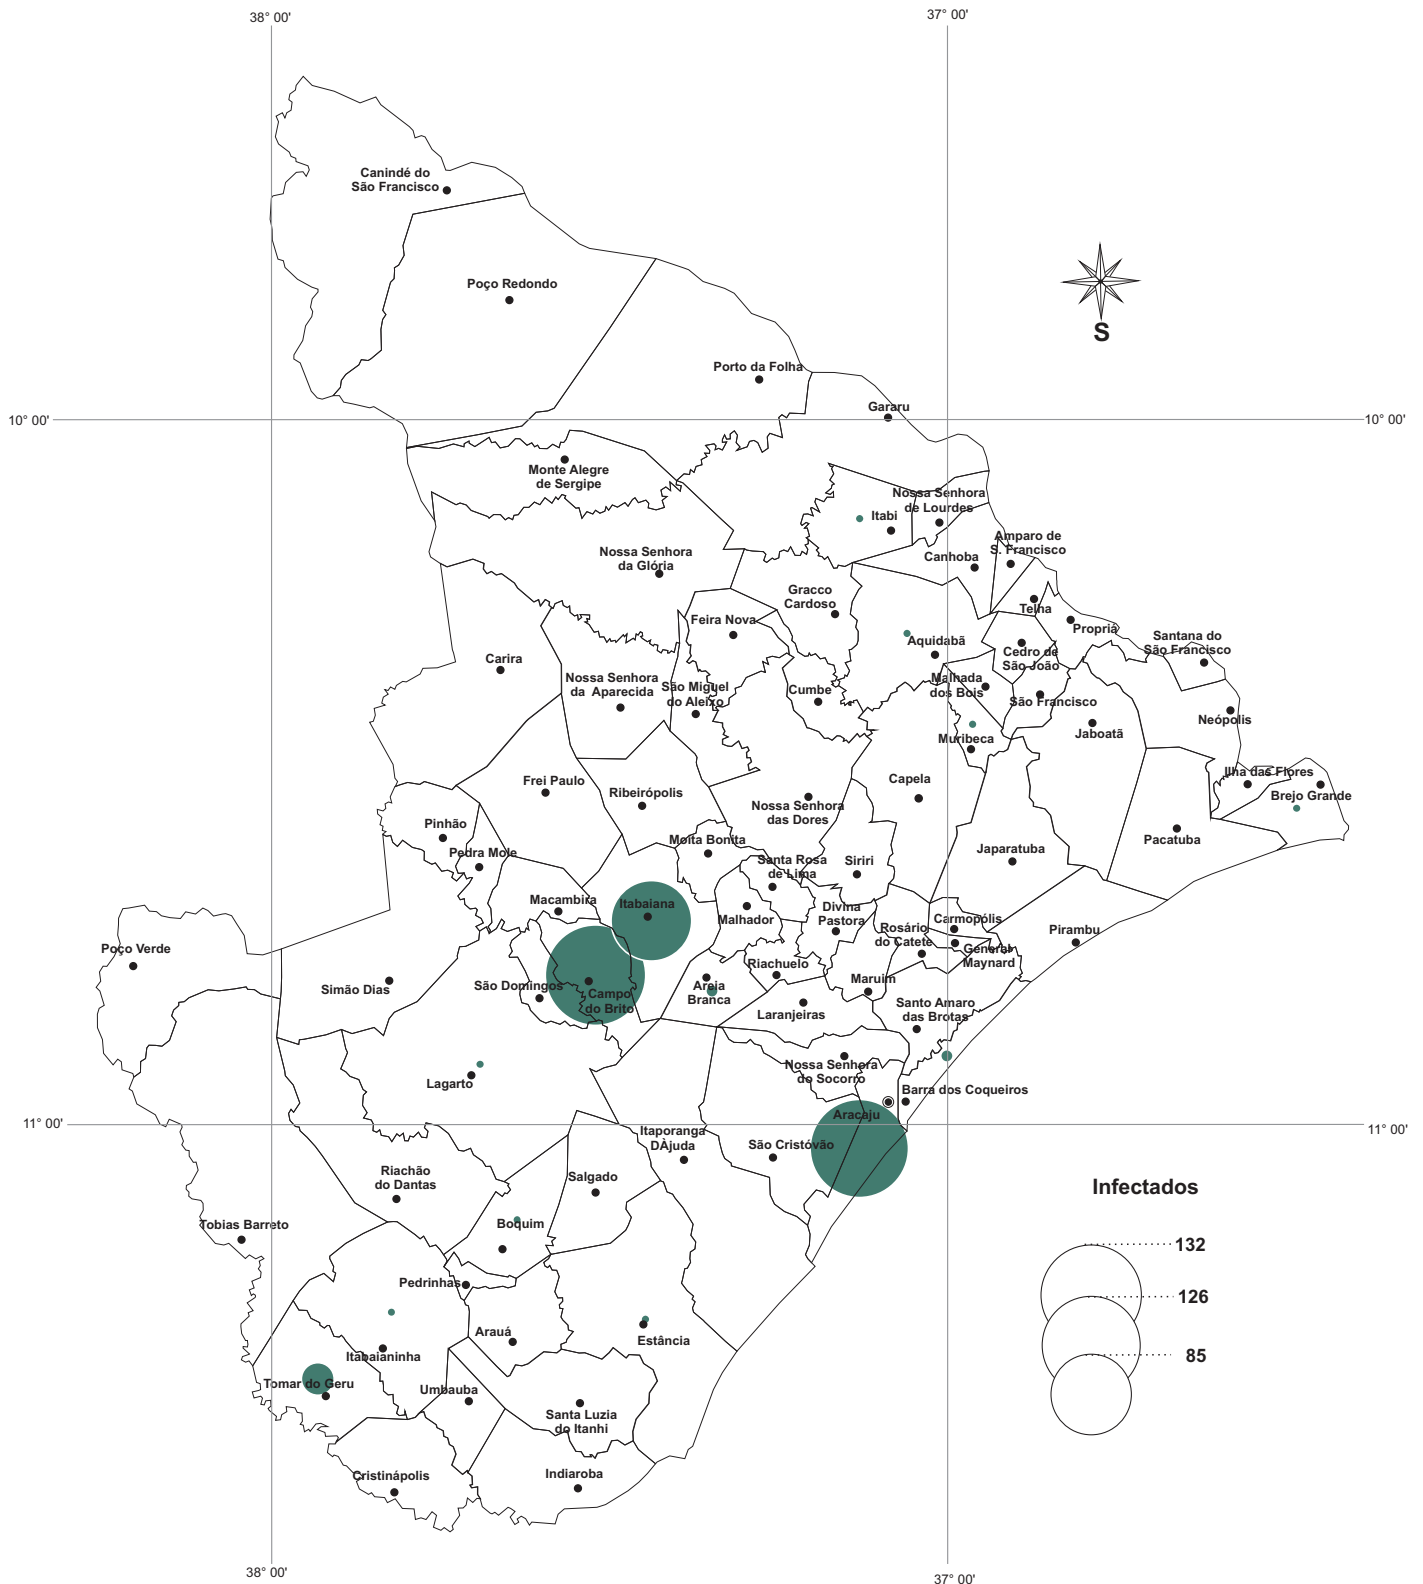 38° 00'
37° 00'
Canindé do
São Francisco
Poço Redondo
S
Porto da Folha
Gararu
10° 00'
10° 00'
Monte Alegre
de Sergipe
Nossa Senhora
de Lourdes
Itabi
Amparo de
S. Francisco
Nossa Senhora
da Glória
Canhoba
Gracco
Cardoso
Telha
Feira Nova
Propriá
Santana do
São Francisco
Aquidabã
Cedro de
São João
Carira
Nossa Senhora
da Aparecida
São Miguel
do Aleixo
Cumbe
Malhada
dos Bois
São Francisco
Neópolis
Jaboatã
Muribeca
Frei Paulo
Ribeirópolis
Capela
Ilha das Flores
Brejo Grande
Nossa Senhora
das Dores
Pinhão
Pedra Mole
Moita Bonita
Santa Rosa
de Lima
Siriri
Japaratuba
Pacatuba
Macambira
Itabaiana
Malhador
Divina
Pastora
Carmopólis
Rosário
do Catete
General
Maynard
Pirambu
Poço Verde
Simão Dias
São Domingos
Campo
do Brito
Areia
Branca
Riachuelo
Maruim
Laranjeiras
Santo Amaro
das Brotas
Lagarto
Nossa Senhora
do Socorro
Barra dos Coqueiros
Aracaju
11° 00'
11° 00'
Itaporanga
DÀjuda
São Cristóvão
Riachão
do Dantas
Salgado
Infectados
Tobias Barreto
Boquim
132
Pedrinhas
126
Arauá
Estância
Itabaianinha
85
Tomar do Geru
Umbauba
Santa Luzia
do Itanhi
Cristinápolis
Indiaroba
38° 00'
37° 00'